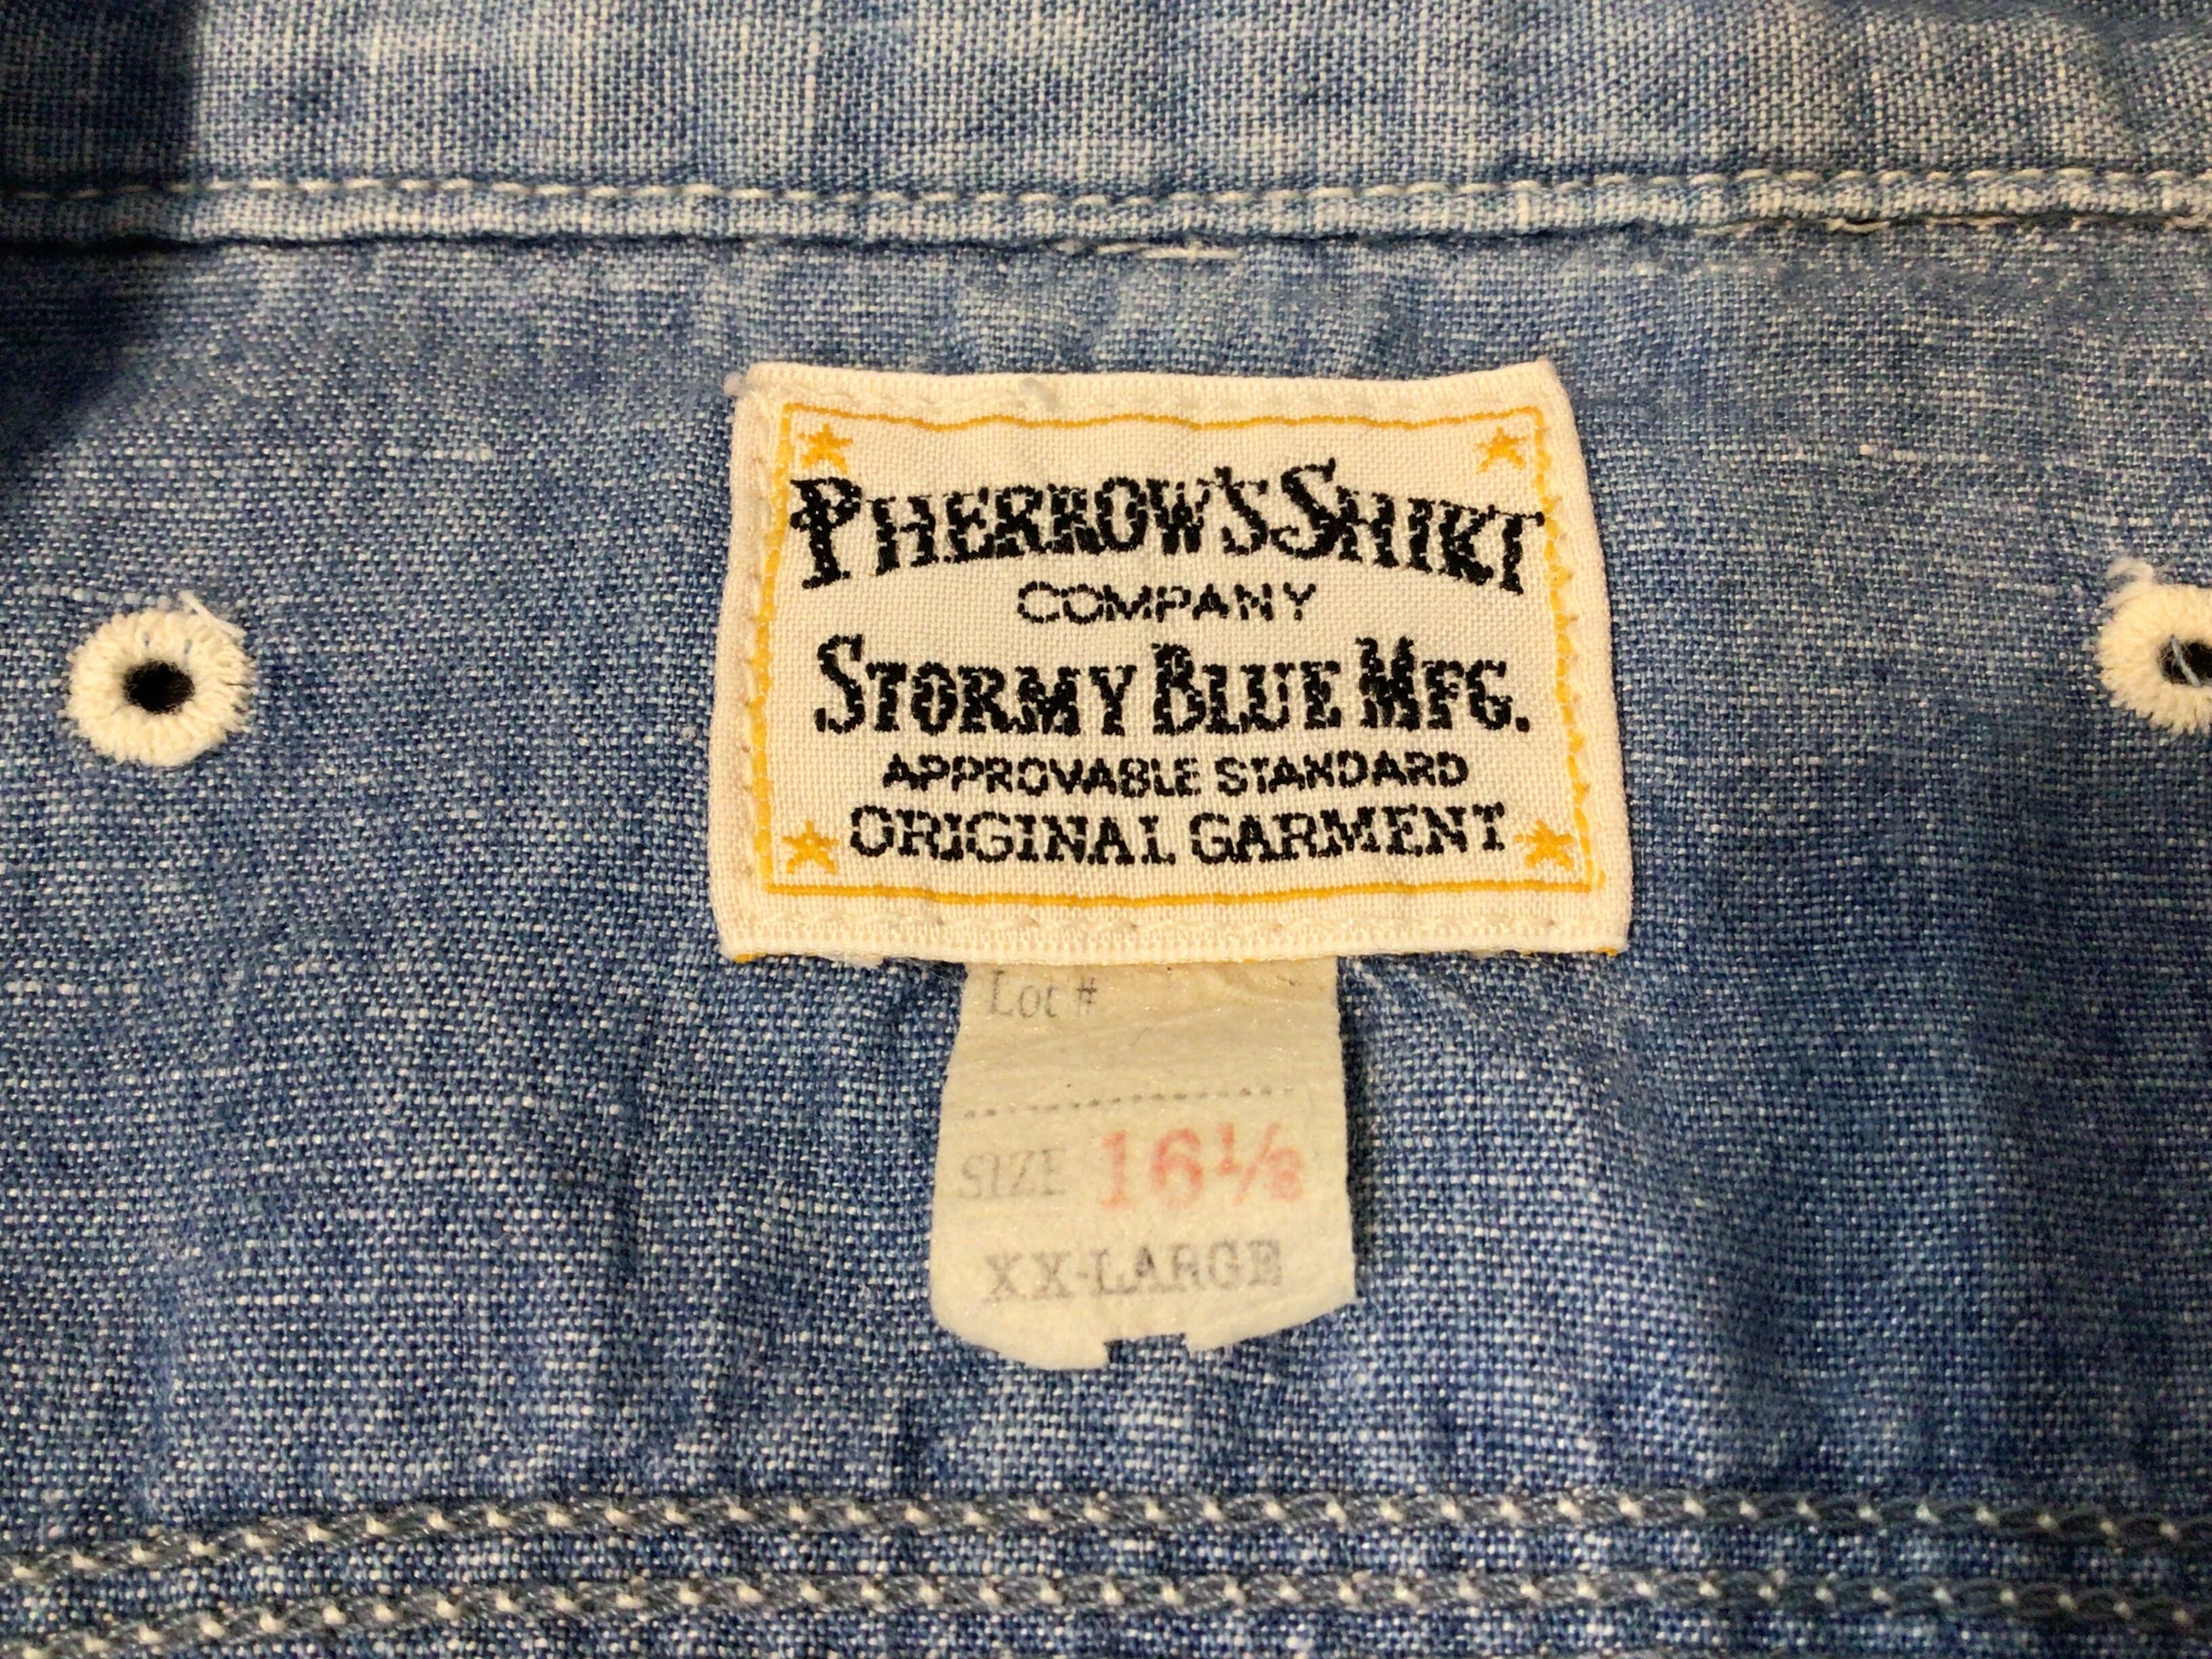 PHERROW'S SHIRT
COMPANY
STORMY BLUE MFG.
APPROVABLE STANDARD
ORIGINAL GARMENT
Lot #
SIZE 16½
XX-LARGE